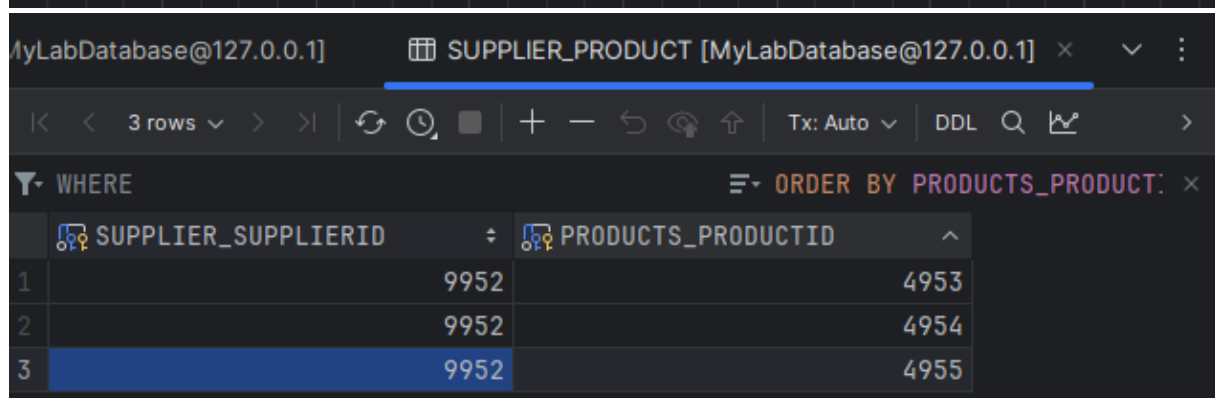 MyLabDatabase@127.0.0.1] SUPPLIER_PRODUCT [MyLabDatabase@127.0.0.1]
3 rows Tx: Auto DDL
WHERE ORDER BY PRODUCTS_PRODUCTI
SUPPLIER_SUPPLIERID PRODUCTS_PRODUCTID
1 9952 4953
2 9952 4954
3 9952 4955